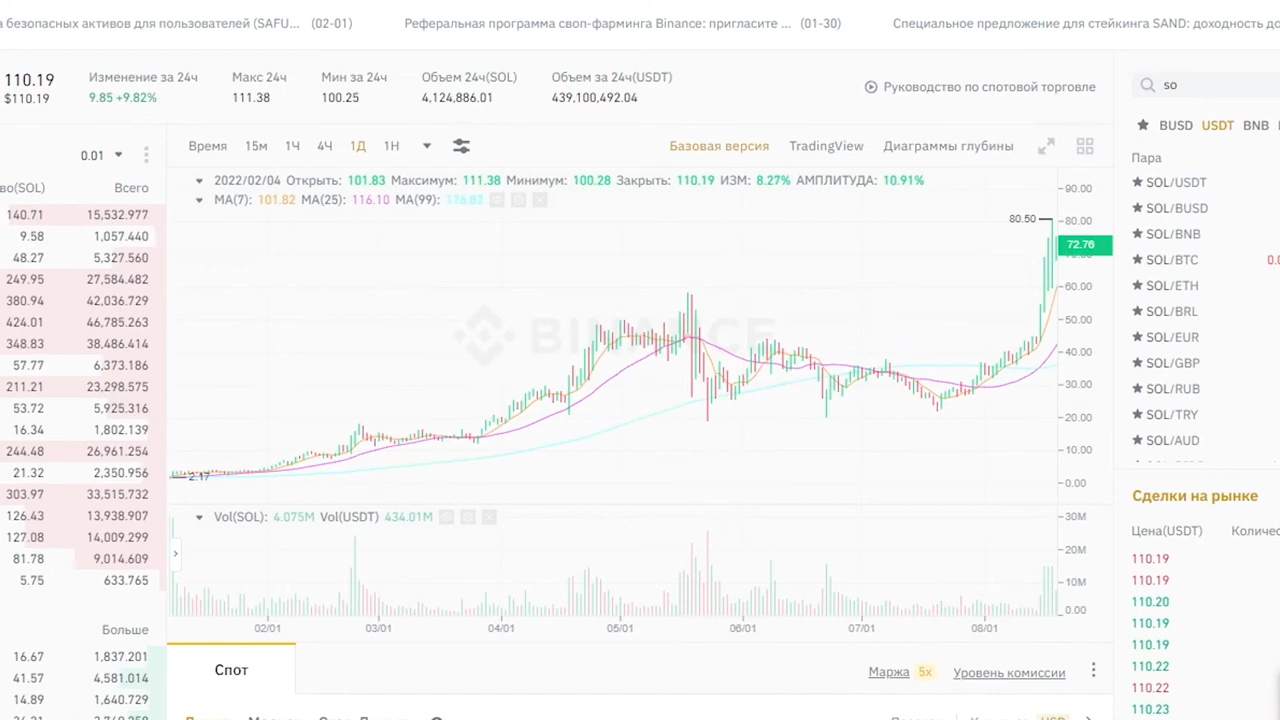 а безопасных активов для пользователей (SAFU... (02-01) Реферальная программа своп-фарминга Binance: пригласите ... (01-30) Специальное предложение для стейкинга SAND: доходность до
110.19
$110.19
Изменение за 24ч Макс 24ч Мин за 24ч Объем 24ч(SOL) Объем за 24ч(USDT)
9.85 +9.82% 111.38 100.25 4,124,886.01 439,100,492.04
Руководство по спотовой торговле
so
BUSD USDT BNB
0.01
во(SOL) Всего
140.71 15,532.977
9.58 1,057.440
48.27 5,327.560
249.95 27,584.482
380.94 42,036.729
424.01 46,785.263
348.83 38,486.414
57.77 6,373.186
211.21 23,298.575
53.72 5,925.316
16.34 1,802.139
244.48 26,961.254
21.32 2,350.956
303.97 33,515.732
126.43 13,938.907
127.08 14,009.299
81.78 9,014.609
5.75 633.765
Больше
16.67 1,837.201
41.57 4,581.014
14.89 1,640.729
Время 15м 1Ч 4Ч 1Д 1Н Базовая версия TradingView Диаграммы глубины
2022/02/04 Открыть: 101.83 Максимум: 111.38 Минимум: 100.28 Закрыть: 110.19 ИЗМ: 8.27% АМПЛИТУДА: 10.91%
MA(7): 101.82 MA(25): 116.10 MA(99):
90.00
80.50
80.00
72.76
60.00
50.00
BINANCE
40.00
30.00
20.00
10.00
2.17
0.00
Vol(SOL): 4.075M Vol(USDT) 434.01M
30M
20M
10M
0.00
02/01 03/01 04/01 05/01 06/01 07/01 08/01
Спот
Маржа 5x Уровень комиссии
Пара
SOL/USDT
SOL/BUSD
SOL/BNB
SOL/BTC 0.0
SOL/ETH
SOL/BRL
SOL/EUR
SOL/GBP
SOL/RUB
SOL/TRY
SOL/AUD
Сделки на рынке
Цена(USDT) Количес
110.19
110.19
110.20
110.19
110.19
110.22
110.22
110.23